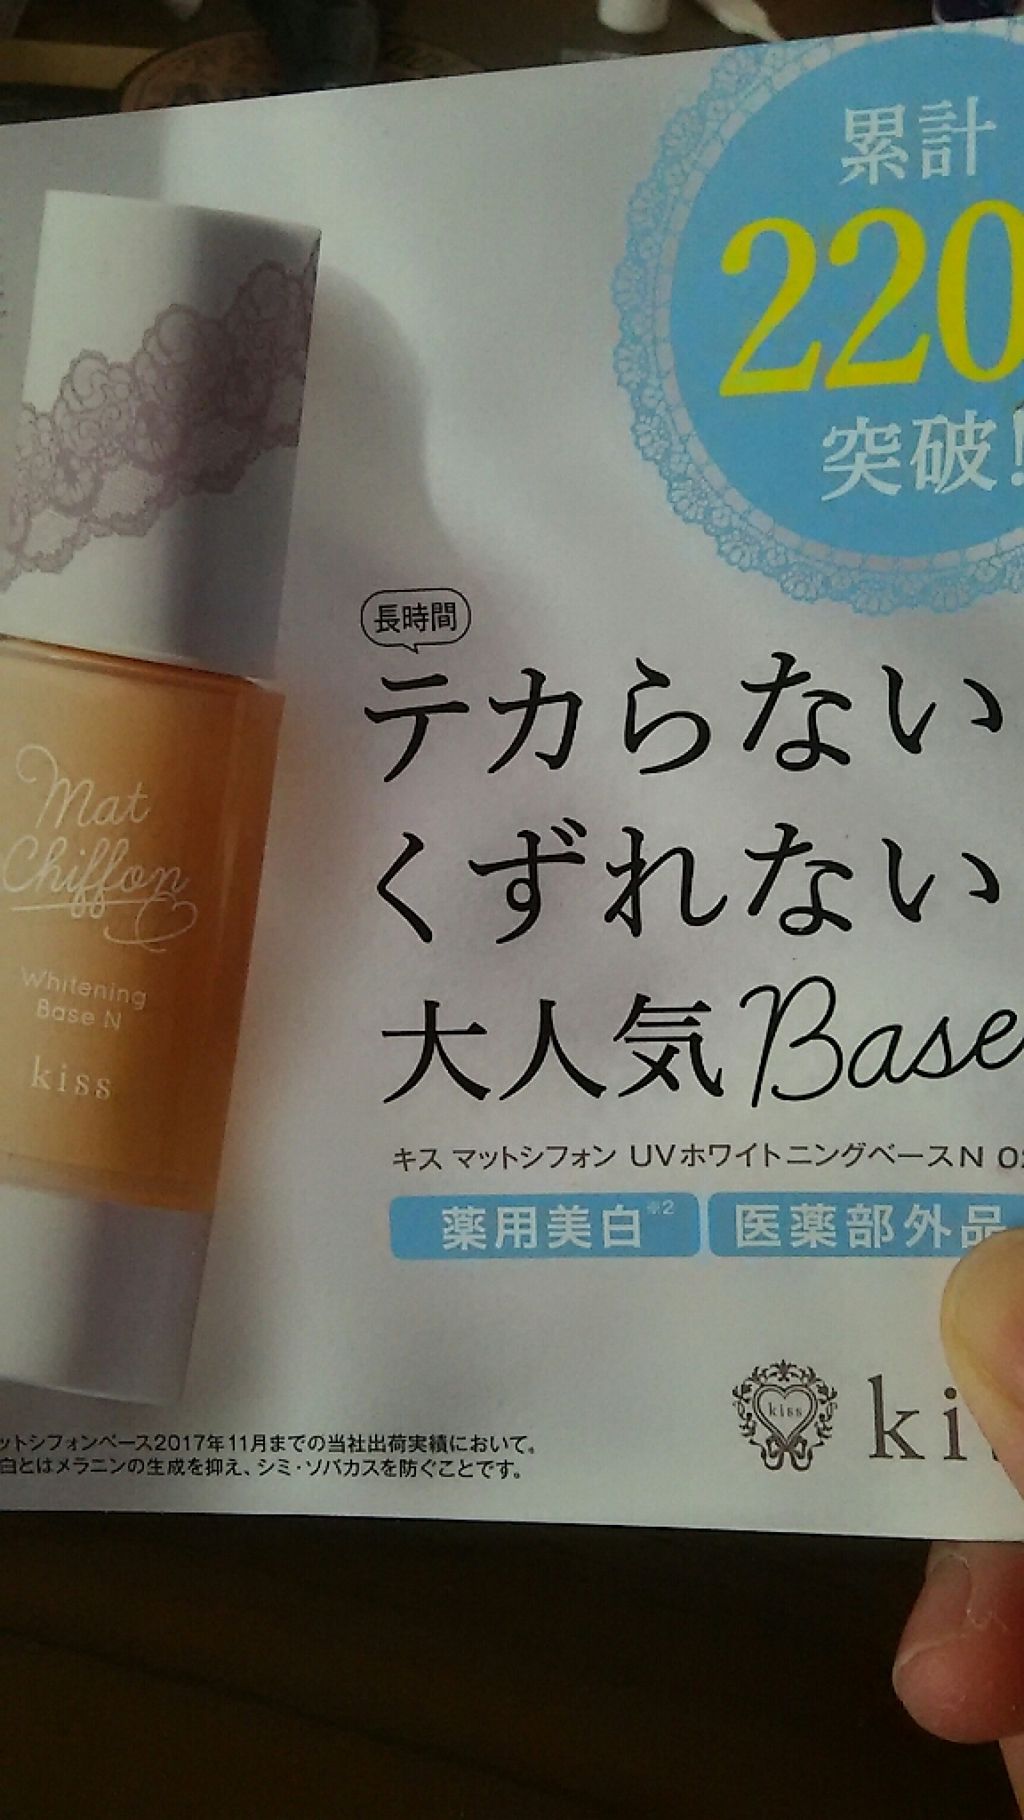 累計
220
突破!
長時間
テカらない
くずれない
大人気Base
キス マットシフォン UVホワイトニングベースN
薬用美白※2
医薬部外品
Mat
Chiffon
Whitening
Base N
kiss
kiss
ki
ットシフォンベース2017年11月までの当社出荷実績において。
白とはメラニンの生成を抑え、シミ・ソバカスを防ぐことです。